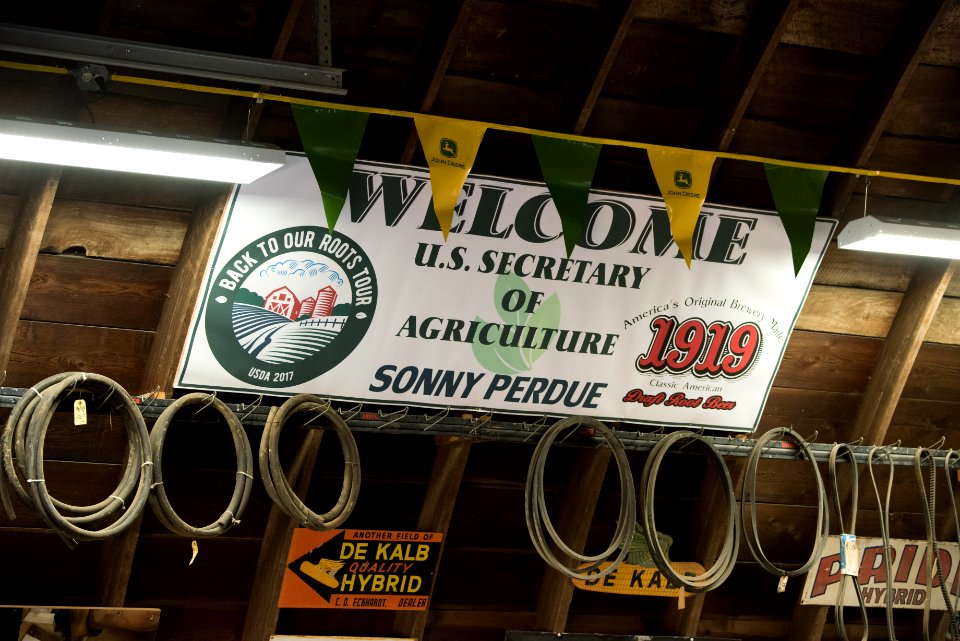 JOHN DEERE
JOHN DEERE
WELCOME
U.S. SECRETARY
OF
AGRICULTURE
SONNY PERDUE
BACK TO OUR ROOTS TOUR
USDA 2017
America's Original Brewery Made
1919
Classic American
Draft Root Beer
ANOTHER FIELD OF
DE KALB
QUALITY
HYBRID
C. D. ECKHARDT, DEALER
DE KALB
PRIDE
HYBRID